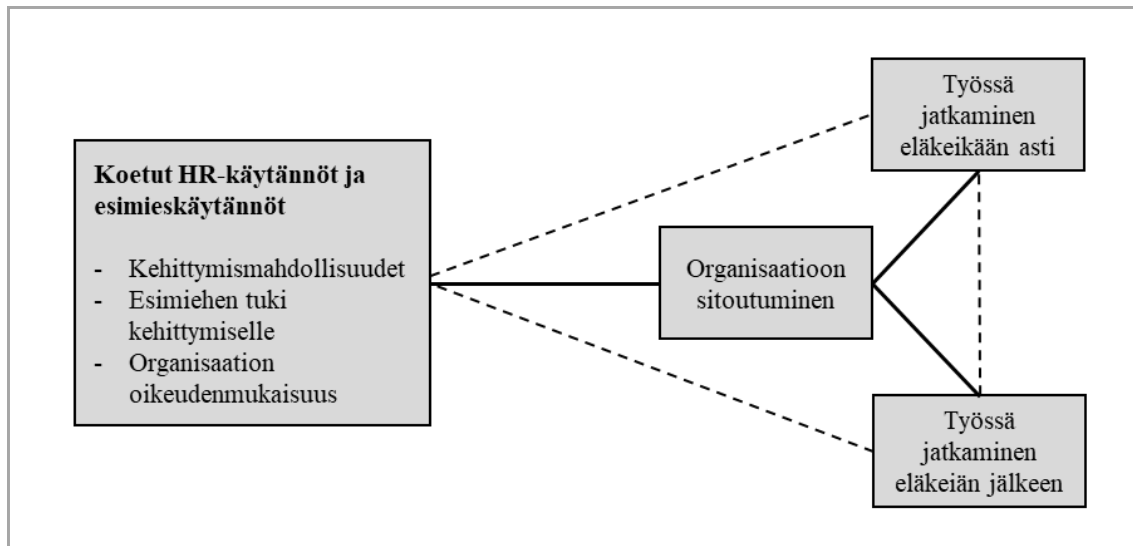 Koetut HR-käytännöt ja
esimieskäytännöt
- Kehittymismahdollisuudet
- Esimiehen tuki
kehittymiselle
- Organisaation
oikeudenmukaisuus
Organisaatioon
sitoutuminen
Työssä
jatkaminen
eläkeikään asti
Työssä
jatkaminen
eläkeiän jälkeen